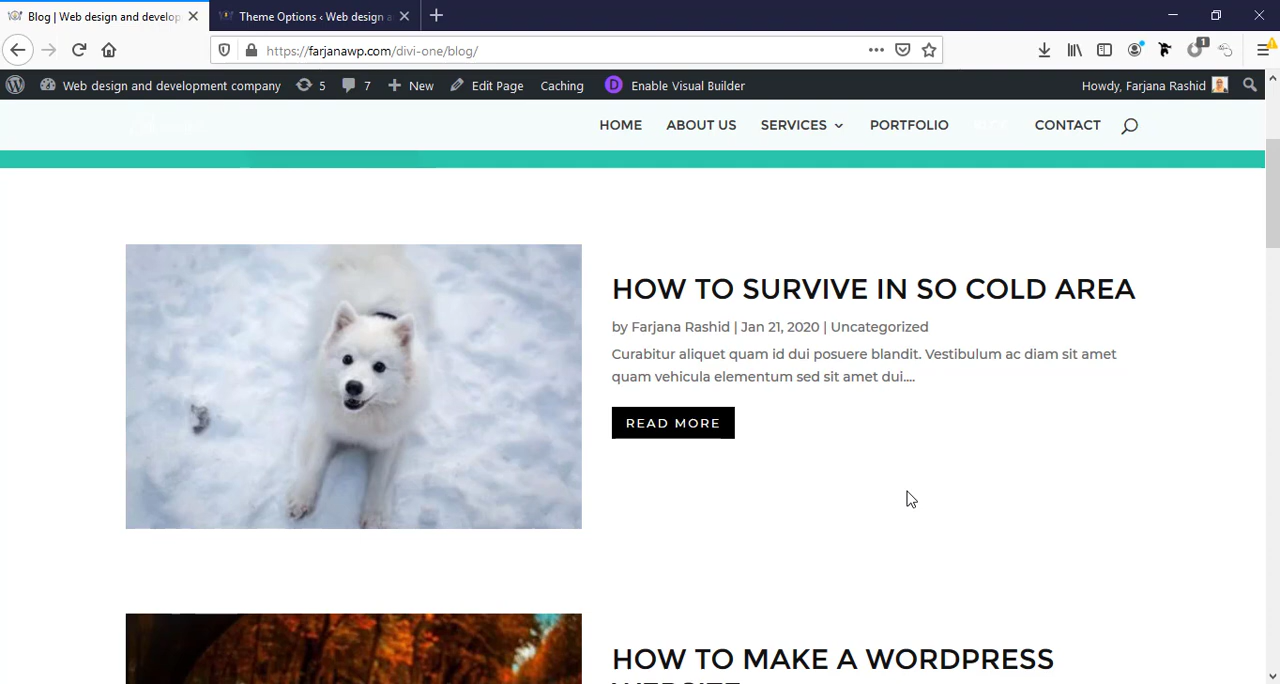 Blog | Web design and develop
Theme Options ‹ Web design a
https://farjanawp.com/divi-one/blog/
1
Web design and development company
5
7
New
Edit Page
Caching
D
Enable Visual Builder
Howdy, Farjana Rashid
HOME
ABOUT US
SERVICES
PORTFOLIO
BLOG
CONTACT
HOW TO SURVIVE IN SO COLD AREA
by Farjana Rashid | Jan 21, 2020 | Uncategorized
Curabitur aliquet quam id dui posuere blandit. Vestibulum ac diam sit amet
quam vehicula elementum sed sit amet dui....
READ MORE
HOW TO MAKE A WORDPRESS
WEBSITE